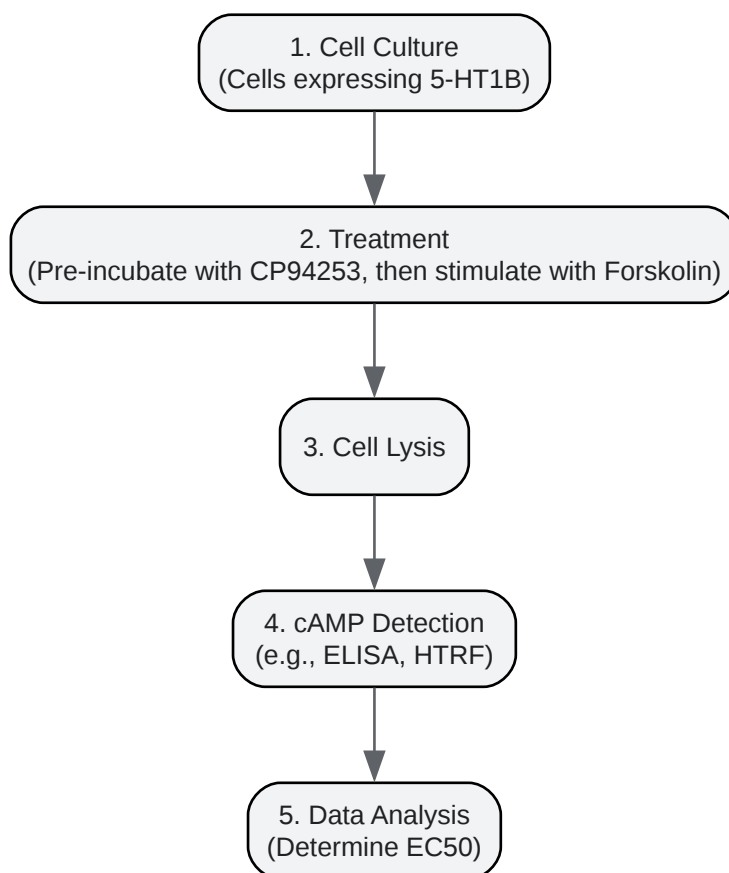 1. Cell Culture
(Cells expressing 5-HT1B)
2. Treatment
(Pre-incubate with CP94253, then stimulate with Forskolin)
3. Cell Lysis
4. cAMP Detection
(e.g., ELISA, HTRF)
5. Data Analysis
(Determine EC50)